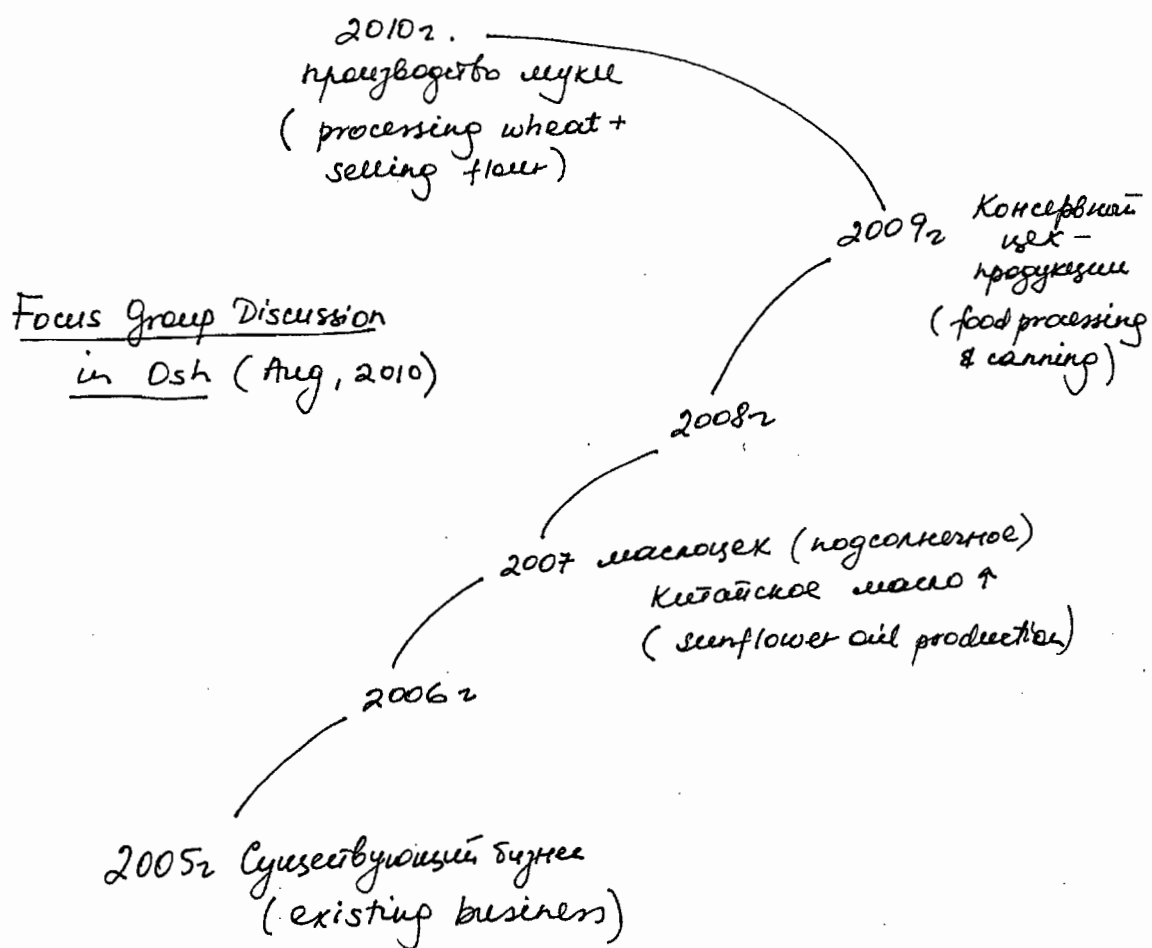 2010г.
производство муки
( processing wheat +
selling flour )
2009г Консервный
цех –
продукции
( food processing
& canning )
Focus Group Discussion
in Osh ( Aug, 2010 )
2008г
2007 маслоцех ( подсолнечное )
Китайское масло ↑
( sunflower oil production )
2006 г
2005г Существующий бизнес
( existing business )